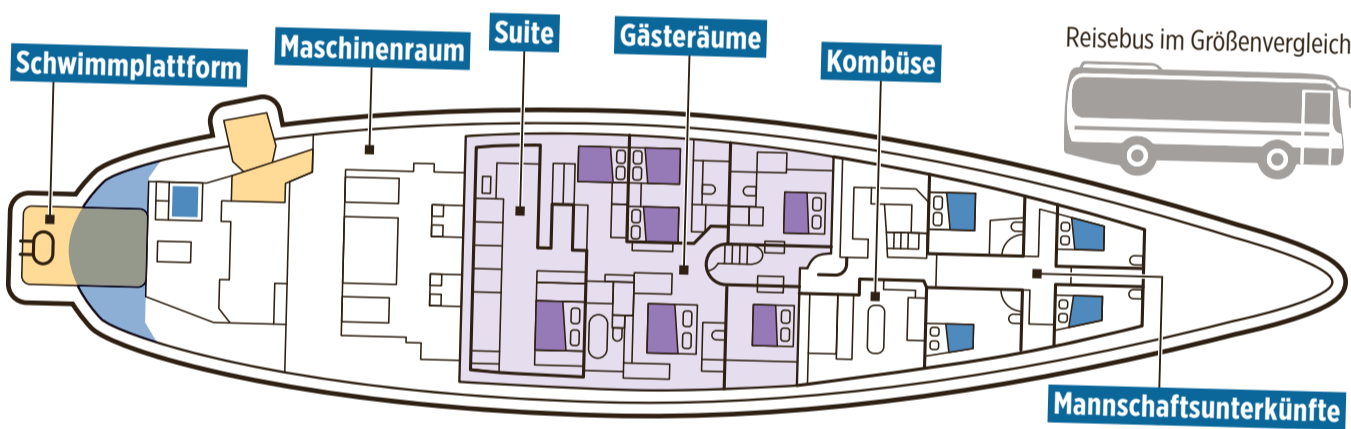 Schwimmplattform
Maschinenraum
Suite
Gästeräume
Kombüse
Reisebus im Größenvergleich
Mannschaftsunterkünfte